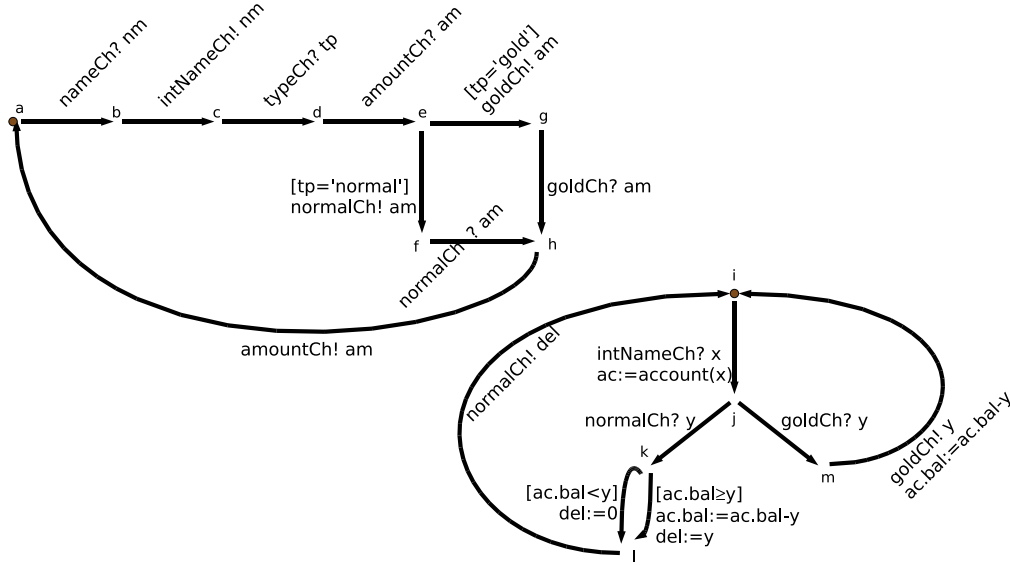 nameCh? nm
intNameCh! nm
typeCh? tp
amountCh? am
[tp='gold']
goldCh! am
a
b
c
d
e
g
[tp='normal']
normalCh! am
goldCh? am
f
normalCh ? am
h
amountCh! am
i
normalCh! del
intNameCh? x
ac:=account(x)
j
normalCh? y
goldCh? y
goldCh! y
ac.bal:=ac.bal-y
k
m
[ac.bal<y]
del:=0
[ac.bal≥y]
ac.bal:=ac.bal-y
del:=y
l